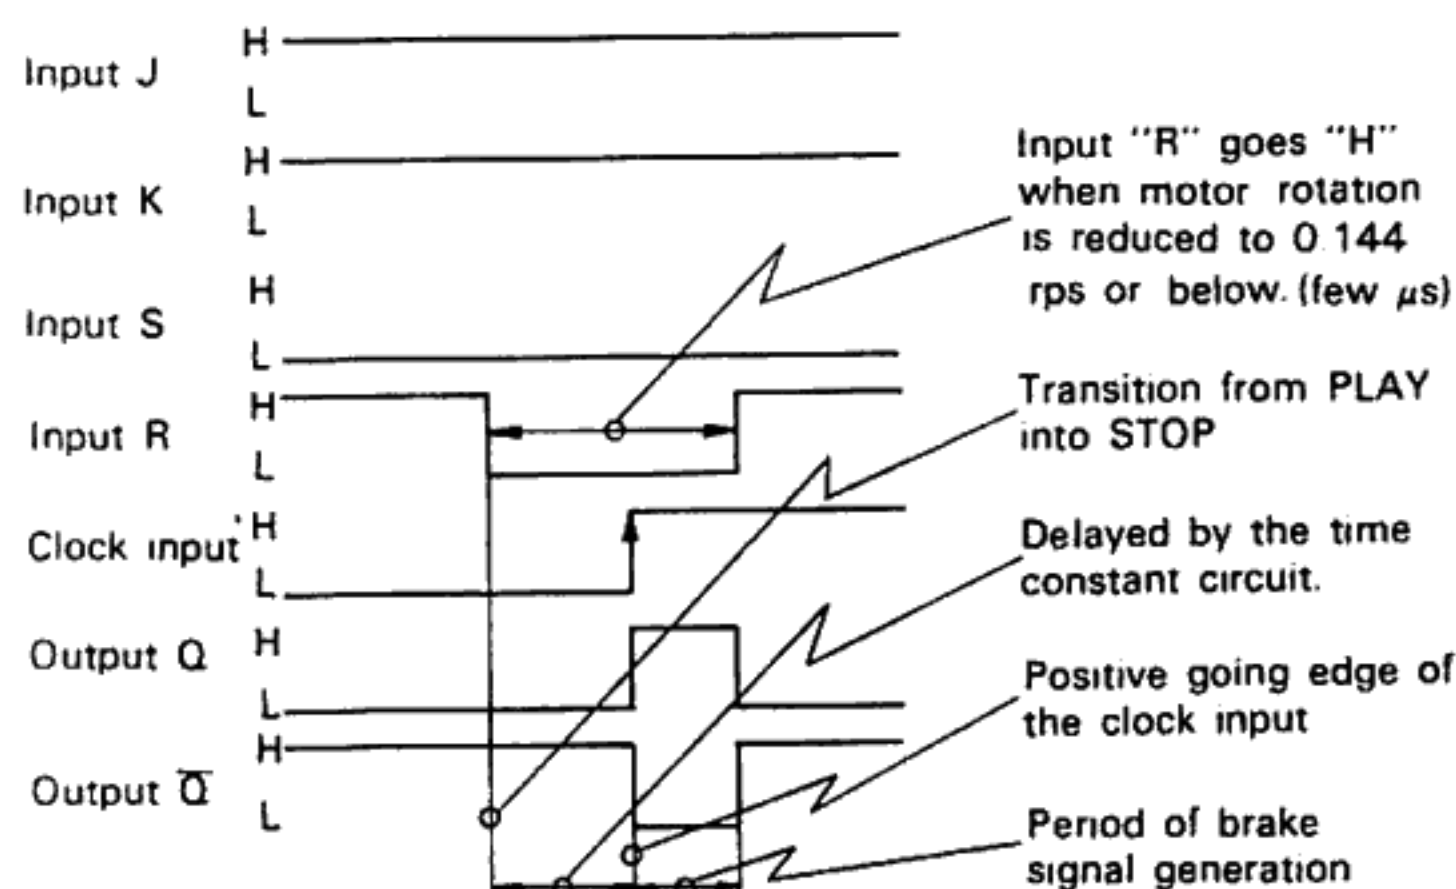 H
Input J
L
H
Input K
L
H
Input S
L
H
Input R
L
H
Clock input
L
H
Output Q
L
H
Output Q̅
L
Input "R" goes "H"
when motor rotation
is reduced to 0.144
rps or below. (few µs)
Transition from PLAY
into STOP
Delayed by the time
constant circuit.
Positive going edge of
the clock input
Period of brake
signal generation